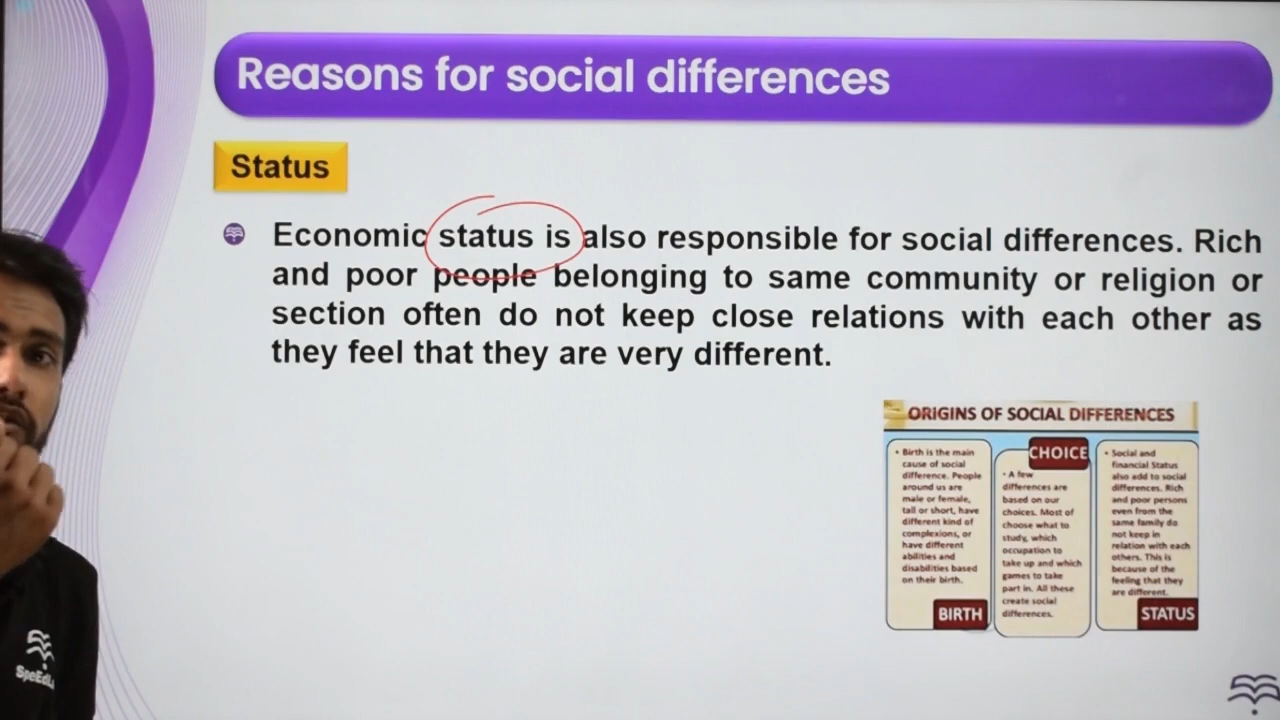 Reasons for social differences
Status
Economic status is also responsible for social differences. Rich
and poor people belonging to same community or religion or
section often do not keep close relations with each other as
they feel that they are very different.
ORIGINS OF SOCIAL DIFFERENCES
• Birth is the main
cause of social
difference. People
around us are
male or female,
tall or short, have
different kind of
complexions, or
have different
abilities and
disabilities based
on their birth.
BIRTH
CHOICE
• A few
differences are
based on our
choices. Most of
choose what to
study, which
occupation to
take up and which
games to take
part in. All these
create social
differences.
• Social and
financial Status
also add to social
differences. Rich
and poor persons
even from the
same family do
not keep in
relation with each
others. This is
because of the
feeling that they
are different.
STATUS